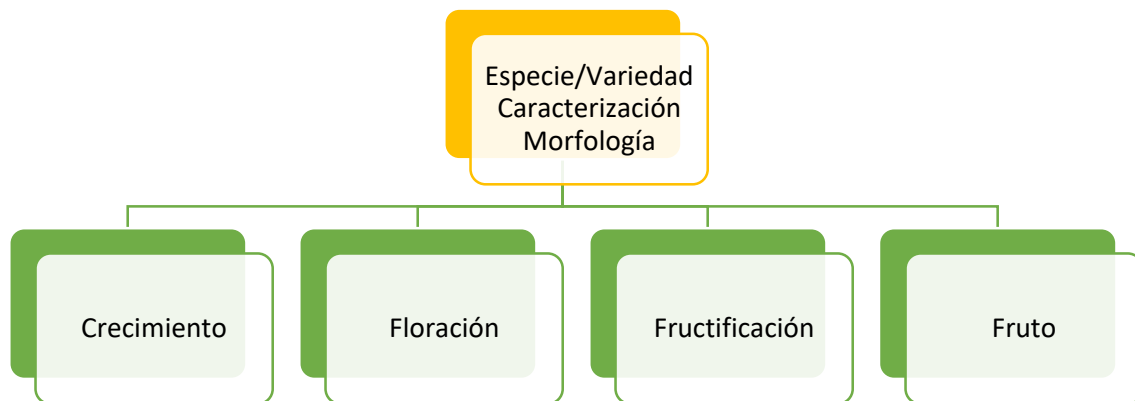 Especie/Variedad
Caracterización
Morfología
Crecimiento
Floración
Fructificación
Fruto